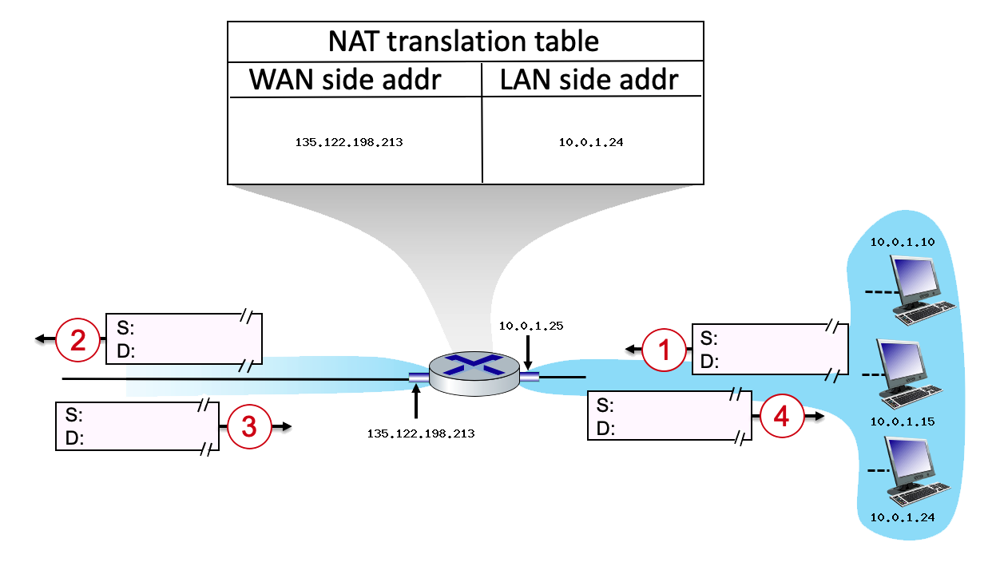 NAT translation table
WAN side addr LAN side addr
135.122.198.213 10.0.1.24
10.0.1.10
10.0.1.25
2
S:
D:
1
S:
D:
S:
D:
3
S:
D:
4
135.122.198.213
10.0.1.15
10.0.1.24